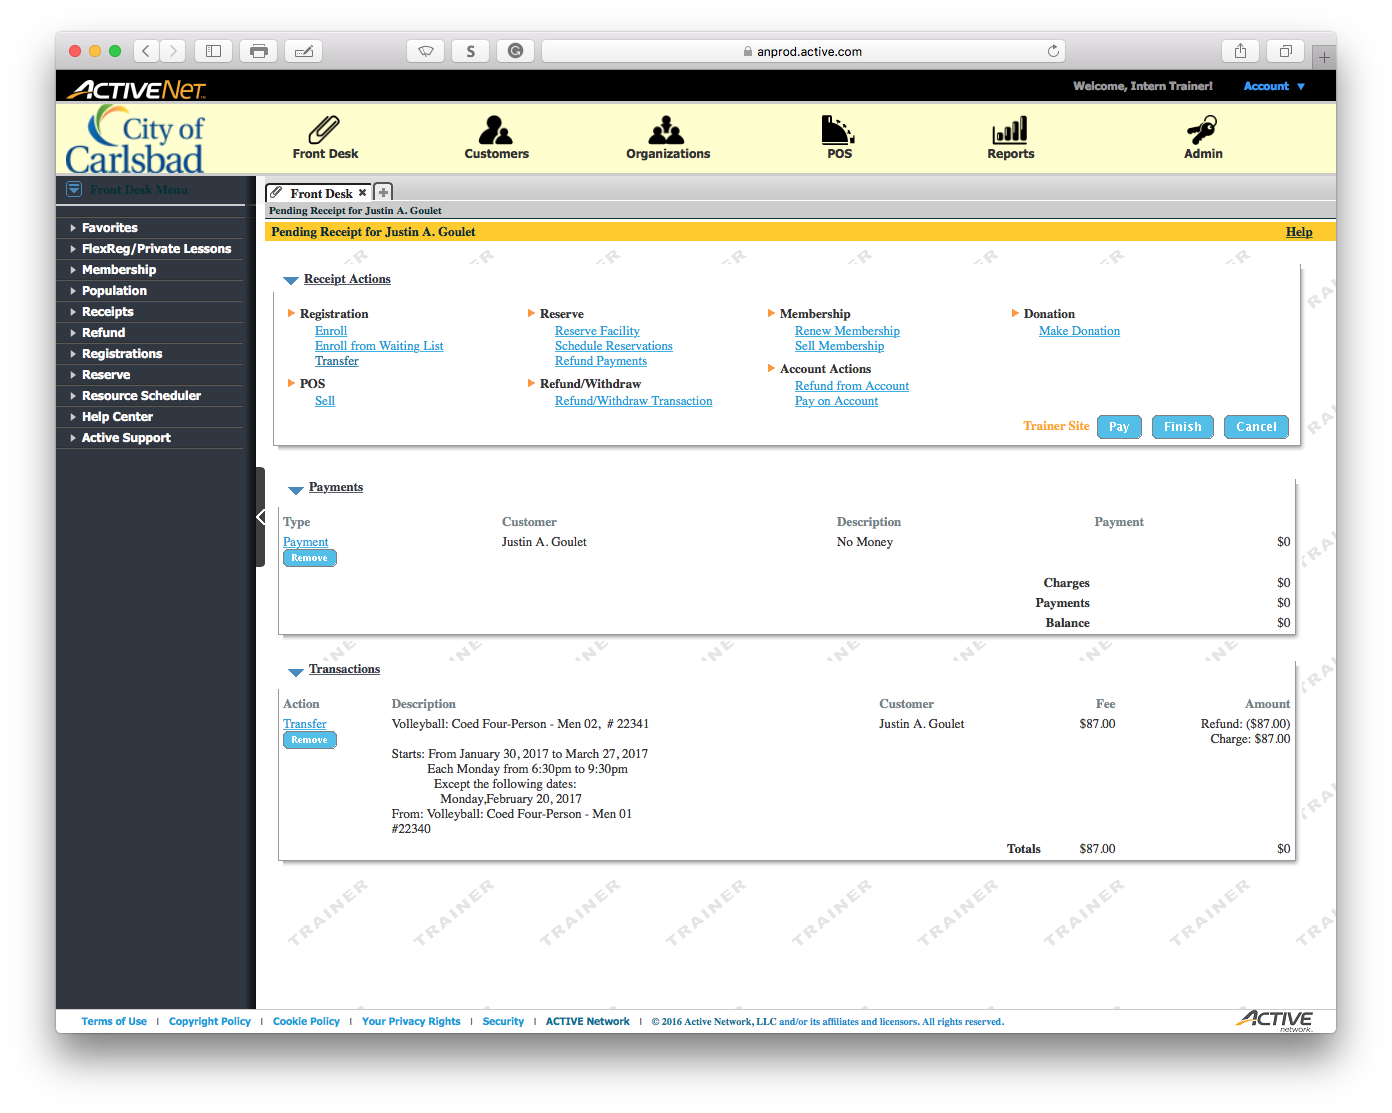 S
anprod.active.com
ACTIVENET
Welcome, Intern Trainer!
Account
City of
Carlsbad
Front Desk
Customers
Organizations
POS
Reports
Admin
Front Desk Menu
Favorites
FlexReg/Private Lessons
Membership
Population
Receipts
Refund
Registrations
Reserve
Resource Scheduler
Help Center
Active Support
Front Desk
Pending Receipt for Justin A. Goulet
Pending Receipt for Justin A. Goulet
Help
Receipt Actions
Registration
Enroll
Enroll from Waiting List
Transfer
POS
Sell
Reserve
Reserve Facility
Schedule Reservations
Refund Payments
Refund/Withdraw
Refund/Withdraw Transaction
Membership
Renew Membership
Sell Membership
Account Actions
Refund from Account
Pay on Account
Donation
Make Donation
Trainer Site
Pay
Finish
Cancel
Payments
Type Customer Description Payment
Payment Justin A. Goulet No Money $0
Remove
Charges $0
Payments $0
Balance $0
Transactions
Action Description Customer Fee Amount
Transfer Volleyball: Coed Four-Person - Men 02, # 22341 Justin A. Goulet $87.00 Refund: ($87.00)
Remove Charge: $87.00
Starts: From January 30, 2017 to March 27, 2017
Each Monday from 6:30pm to 9:30pm
Except the following dates:
Monday,February 20, 2017
From: Volleyball: Coed Four-Person - Men 01
#22340
Totals $87.00 $0
TRAINER TRAINER TRAINER TRAINER TRAINER TRAINER TRAINER TRAINER
Terms of Use | Copyright Policy | Cookie Policy | Your Privacy Rights | Security | ACTIVE Network | © 2016 Active Network, LLC and/or its affiliates and licensors. All rights reserved.
ACTIVE
network